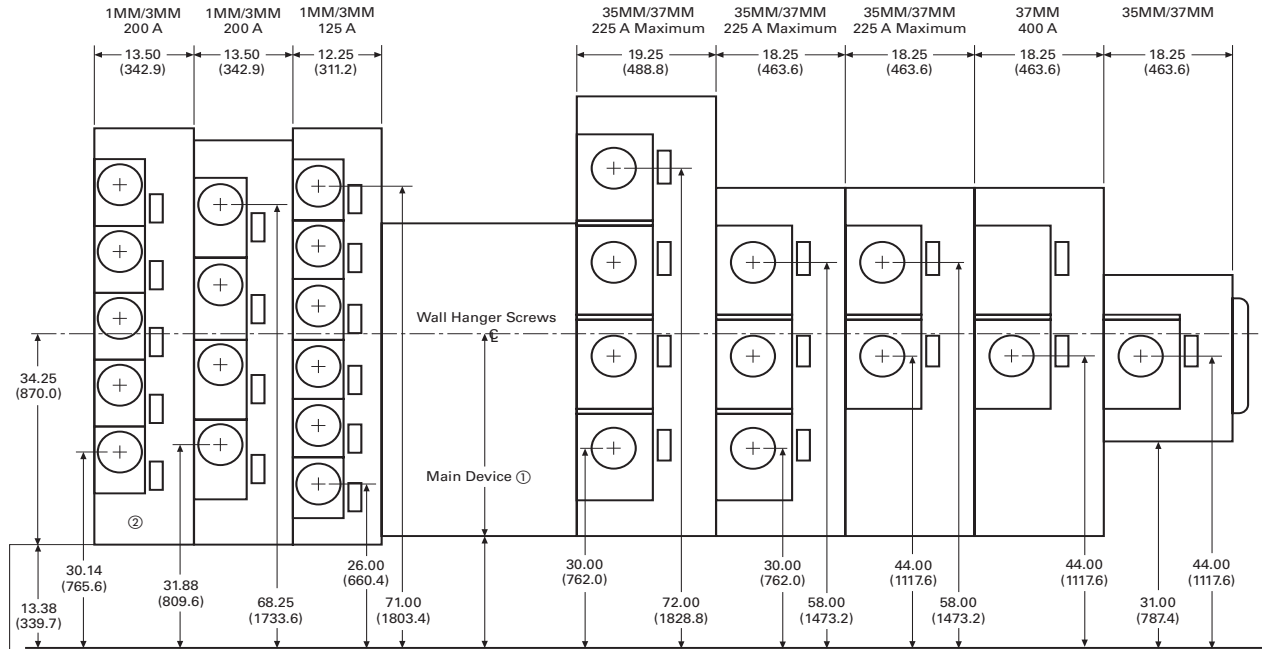 1MM/3MM
200 A
13.50
(342.9)
1MM/3MM
200 A
13.50
(342.9)
1MM/3MM
125 A
12.25
(311.2)
35MM/37MM
225 A Maximum
19.25
(488.8)
35MM/37MM
225 A Maximum
18.25
(463.6)
35MM/37MM
225 A Maximum
18.25
(463.6)
37MM
400 A
18.25
(463.6)
35MM/37MM
18.25
(463.6)
Wall Hanger Screws
℄
34.25
(870.0)
Main Device ①
②
30.14
(765.6)
13.38
(339.7)
31.88
(809.6)
68.25
(1733.6)
26.00
(660.4)
71.00
(1803.4)
30.00
(762.0)
72.00
(1828.8)
30.00
(762.0)
58.00
(1473.2)
44.00
(1117.6)
58.00
(1473.2)
44.00
(1117.6)
31.00
(787.4)
44.00
(1117.6)